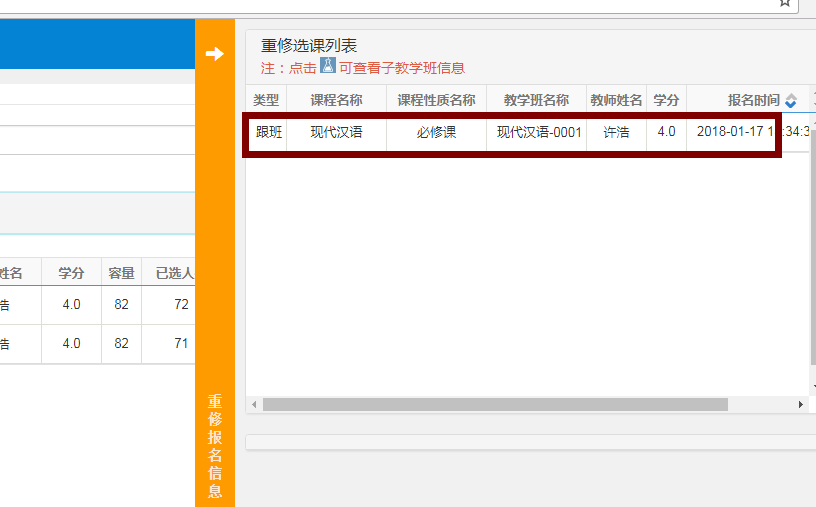 重修选课列表
注：点击 可查看子教学班信息
类型 课程名称 课程性质名称 教学班名称 教师姓名 学分 报名时间
跟班 现代汉语 必修课 现代汉语-0001 许浩 4.0 2018-01-17 1 :34:3
姓名 学分 容量 已选人
浩 4.0 82 72
浩 4.0 82 71
重修报名信息